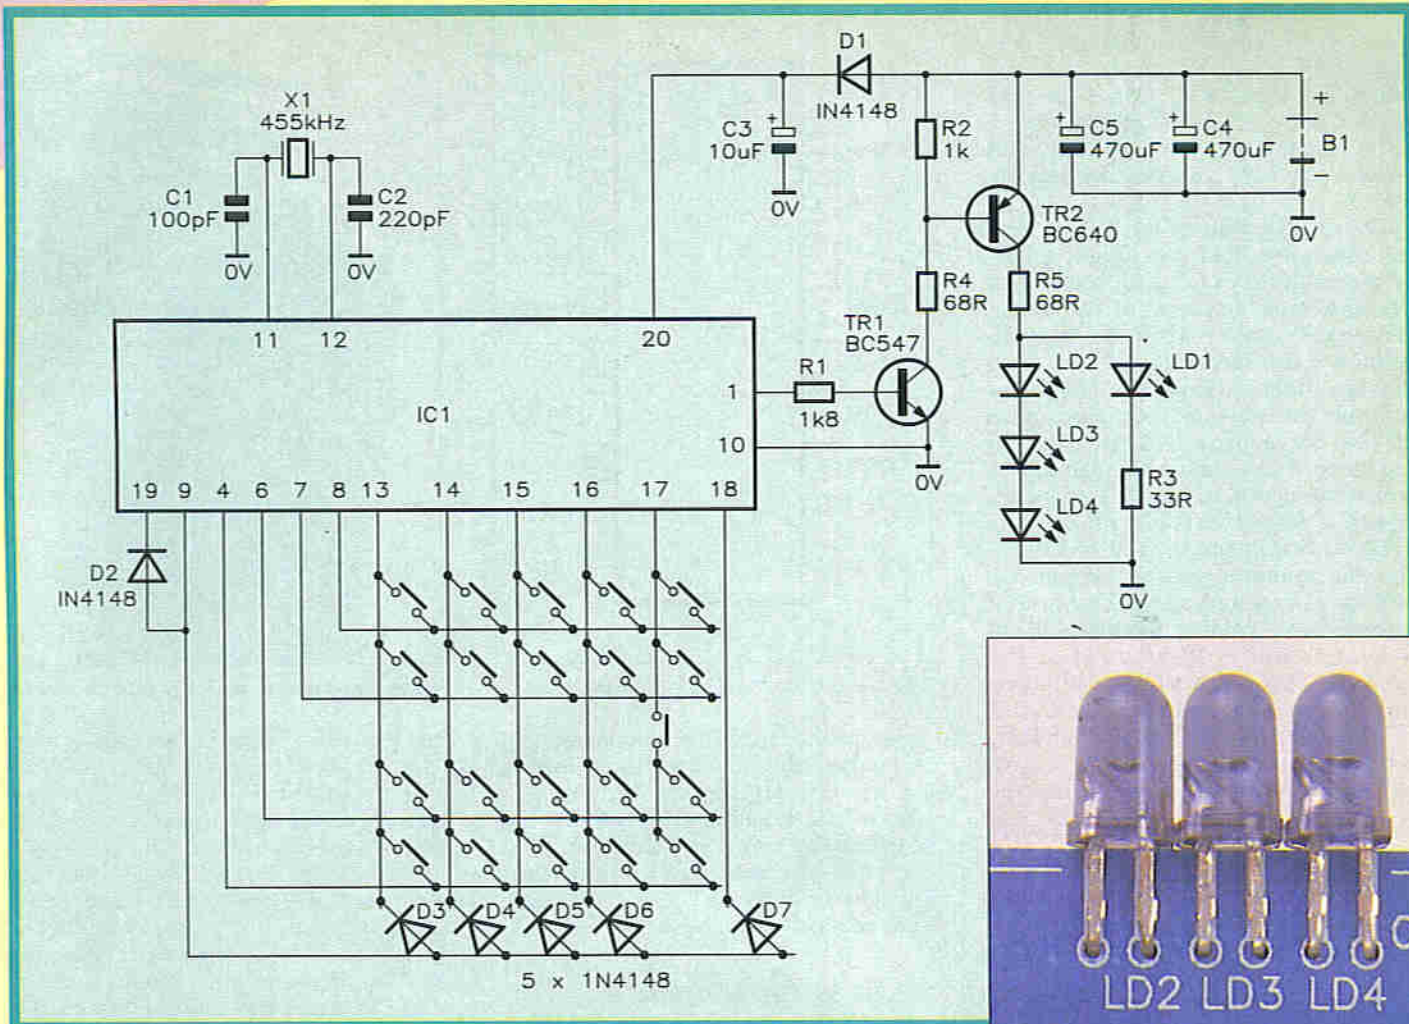 D1
IN4148
X1
455kHz
C3
10uF
R2
1k
C5
470uF
C4
470uF
+
B1
-
+
+
+
C1
100pF
C2
220pF
0V
0V
0V
0V
TR2
BC640
R4
68R
R5
68R
11
12
20
TR1
BC547
R1
1k8
1
LD2
LD1
IC1
10
LD3
0V
R3
33R
19
9
4
6
7
8
13
14
15
16
17
18
LD4
D2
IN4148
0V
D3
D4
D5
D6
D7
5 x 1N4148
LD2 LD3 LD4